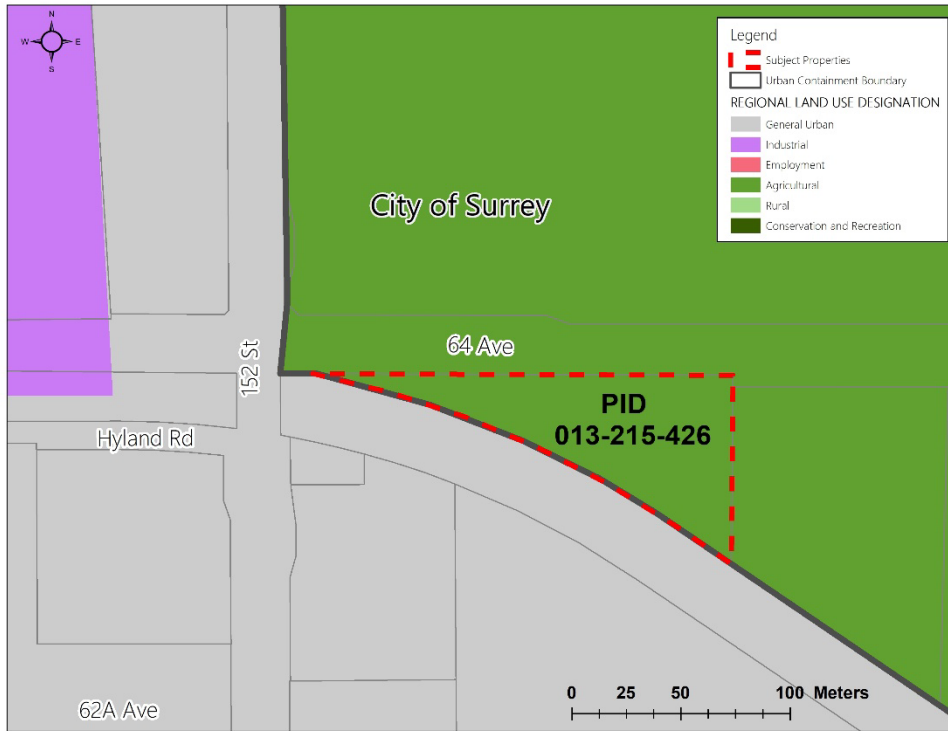 N
W E
S
Legend
Subject Properties
Urban Containment Boundary
REGIONAL LAND USE DESIGNATION
General Urban
Industrial
Employment
Agricultural
Rural
Conservation and Recreation
City of Surrey
152 St
64 Ave
PID
013-215-426
Hyland Rd
62A Ave
0 25 50 100 Meters